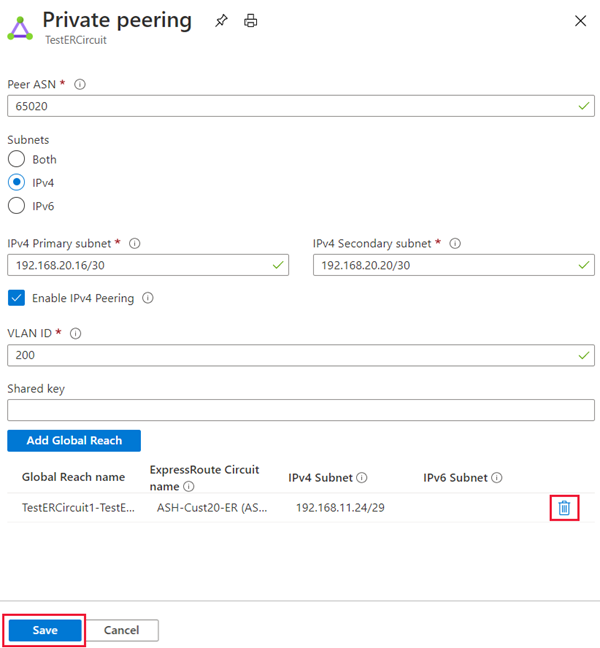 Private peering
TestERCircuit
Peer ASN *
65020
Subnets
Both
IPv4
IPv6
IPv4 Primary subnet * IPv4 Secondary subnet *
192.168.20.16/30 192.168.20.20/30
Enable IPv4 Peering
VLAN ID *
200
Shared key
Add Global Reach
Global Reach name ExpressRoute Circuit name IPv4 Subnet IPv6 Subnet
TestERCircuit1-TestE... ASH-Cust20-ER (AS... 192.168.11.24/29
Save Cancel